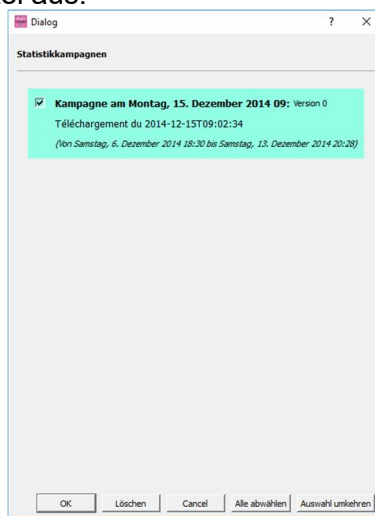 Dialog ? ×
Statistikkampagnen
Kampagne am Montag, 15. Dezember 2014 09: Version 0
Téléchargement du 2014-12-15T09:02:34
(Von Samstag, 6. Dezember 2014 18:30 bis Samstag, 13. Dezember 2014 20:28)
OK Löschen Cancel Alle abwählen Auswahl umkehren